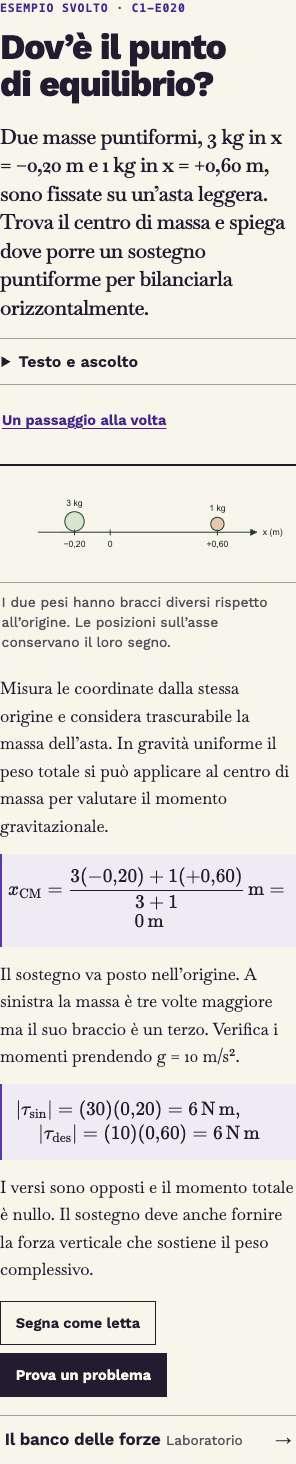 ESEMPIO SVOLTO · C1–E020
Dov’è il punto
di equilibrio?
Due masse puntiformi, 3 kg in x
= −0,20 m e 1 kg in x = +0,60 m,
sono fissate su un’asta leggera.
Trova il centro di massa e spiega
dove porre un sostegno
puntiforme per bilanciarla
orizzontalmente.
▶ Testo e ascolto
Un passaggio alla volta
3 kg
1 kg
x (m)
−0,20 0 +0,60
I due pesi hanno bracci diversi rispetto
all’origine. Le posizioni sull’asse
conservano il loro segno.
Misura le coordinate dalla stessa
origine e considera trascurabile la
massa dell’asta. In gravità uniforme il
peso totale si può applicare al centro di
massa per valutare il momento
gravitazionale.
x_CM = (3(−0,20) + 1(+0,60))/(3 + 1) m =
0 m
Il sostegno va posto nell’origine. A
sinistra la massa è tre volte maggiore
ma il suo braccio è un terzo. Verifica i
momenti prendendo g = 10 m/s².
|τ_sin| = (30)(0,20) = 6 N m,
|τ_des| = (10)(0,60) = 6 N m
I versi sono opposti e il momento totale
è nullo. Il sostegno deve anche fornire
la forza verticale che sostiene il peso
complessivo.
Segna come letta
Prova un problema
Il banco delle forze Laboratorio →